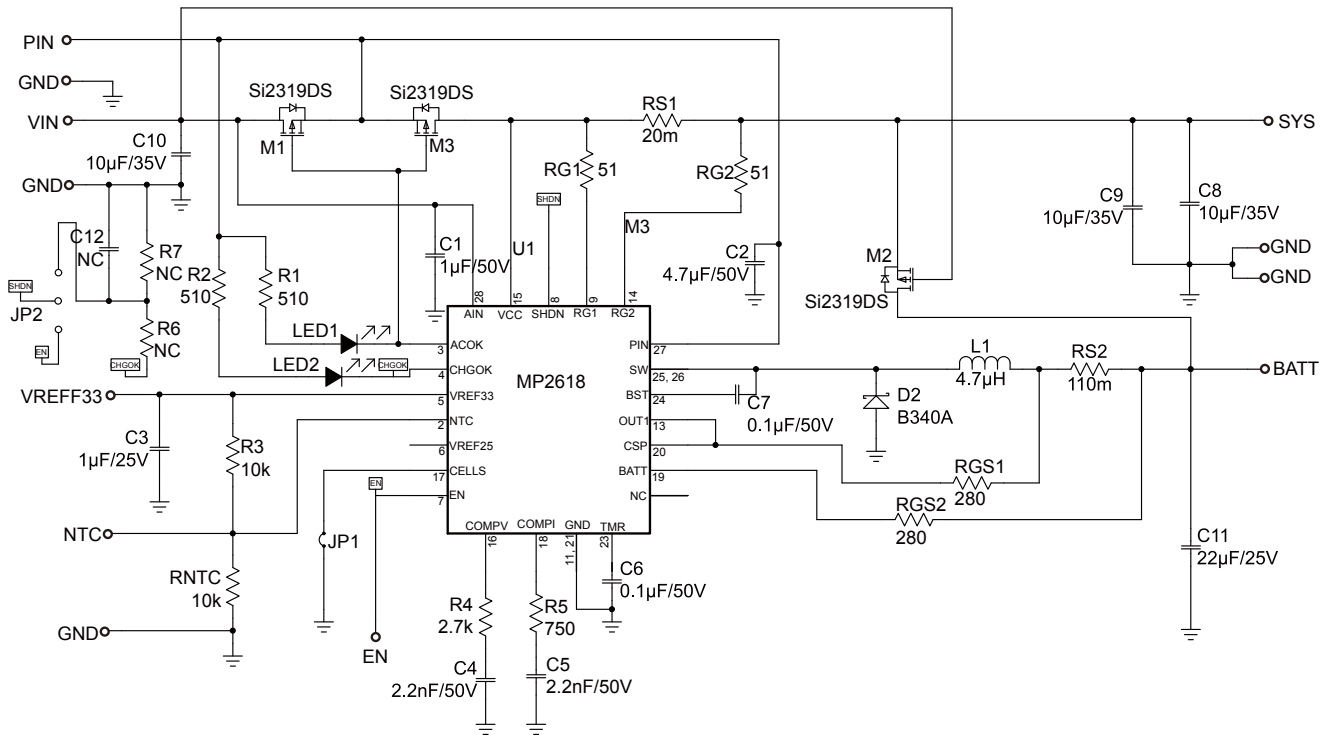 PIN
GND
Si2319DS
Si2319DS
RS1
20m
VIN
SYS
M1
M3
C10
10µF/35V
RG1
51
RG2
51
GND
C9
10µF/35V
C8
10µF/35V
SHDN
M3
C12
NC
R7
NC
R2
510
R1
510
C1
1µF/50V
U1
C2
4.7µF/50V
GND
GND
M2
Si2319DS
SHDN
JP2
EN
R6
NC
CHGOK
LED1
LED2
CHGOK
28
15
8
9
14
AIN
VCC
SHDN
RG1
RG2
ACOK
3
CHGOK
4
VREF33
5
NTC
2
VREF25
6
CELLS
17
EN
7
MP2618
PIN
27
SW
25, 26
BST
24
OUT1
13
CSP
20
BATT
19
NC
COMPV
COMPI
GND
TMR
16
18
11, 21
23
L1
4.7µH
RS2
110m
BATT
VREFF33
C7
0.1µF/50V
D2
B340A
C3
1µF/25V
R3
10k
RGS1
280
RGS2
280
EN
NTC
JP1
C11
22µF/25V
RNTC
10k
C6
0.1µF/50V
R4
2.7k
R5
750
GND
EN
C4
2.2nF/50V
C5
2.2nF/50V